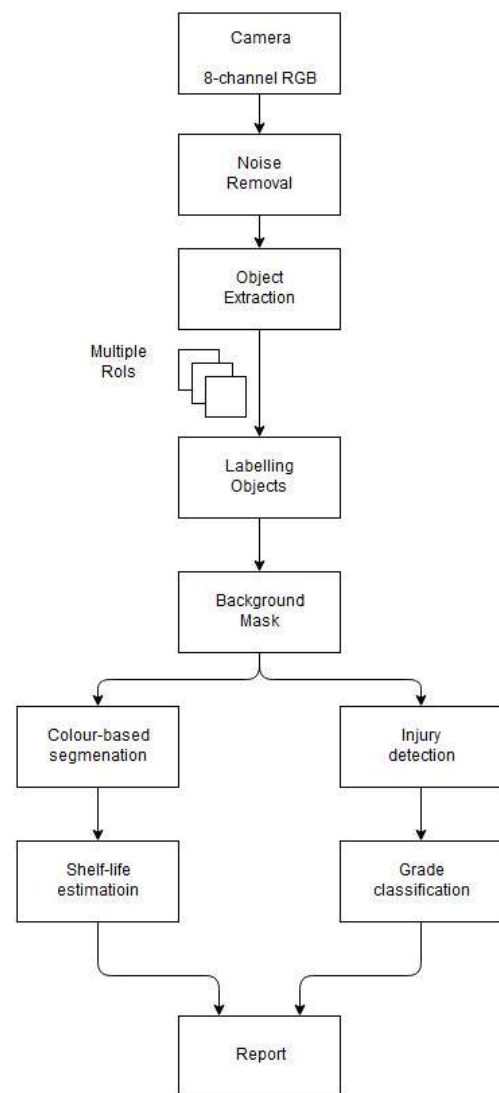 Camera
8-channel RGB
Noise
Removal
Object
Extraction
Multiple
RoIs
Labelling
Objects
Background
Mask
Colour-based
segmenation
Injury
detection
Shelf-life
estimatioin
Grade
classification
Report